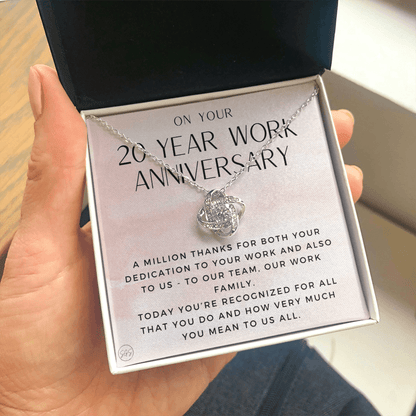 ON YOUR
20 YEAR WORK
ANNIVERSARY
A MILLION THANKS FOR BOTH YOUR
DEDICATION TO YOUR WORK AND ALSO
TO US - TO OUR TEAM, OUR WORK
FAMILY.
TODAY YOU'RE RECOGNIZED FOR ALL
THAT YOU DO AND HOW VERY MUCH
YOU MEAN TO US ALL.